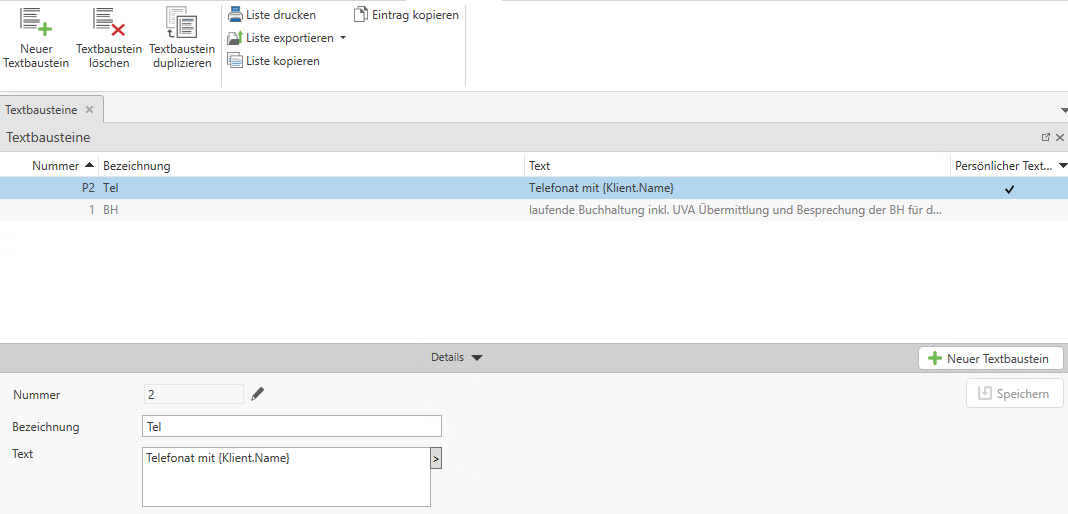 Neuer Textbaustein
Textbaustein löschen
Textbaustein duplizieren
Liste drucken
Liste exportieren
Liste kopieren
Eintrag kopieren
Textbausteine
Textbausteine
Nummer Bezeichnung Text Persönlicher Text...
P2 Tel Telefonat mit {Klient.Name}
1 BH laufende Buchhaltung inkl. UVA Übermittlung und Besprechung der BH für d...
Details
Neuer Textbaustein
Nummer 2
Speichern
Bezeichnung Tel
Text Telefonat mit {Klient.Name} >